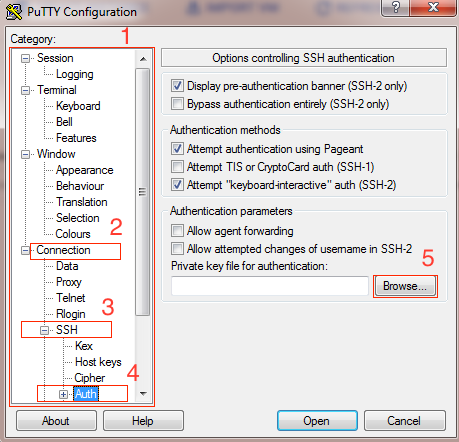 PuTTY Configuration
1
Category:
Session
Logging
Terminal
Keyboard
Bell
Features
Window
Appearance
Behaviour
Translation
Selection
Colours
2
Connection
Data
Proxy
Telnet
Rlogin
3
SSH
Kex
Host keys
Cipher
4
Auth
Options controlling SSH authentication
Display pre-authentication banner (SSH-2 only)
Bypass authentication entirely (SSH-2 only)
Authentication methods
Attempt authentication using Pageant
Attempt TIS or CryptoCard auth (SSH-1)
Attempt "keyboard-interactive" auth (SSH-2)
Authentication parameters
Allow agent forwarding
Allow attempted changes of username in SSH-2
Private key file for authentication:
5
Browse...
About
Help
Open
Cancel